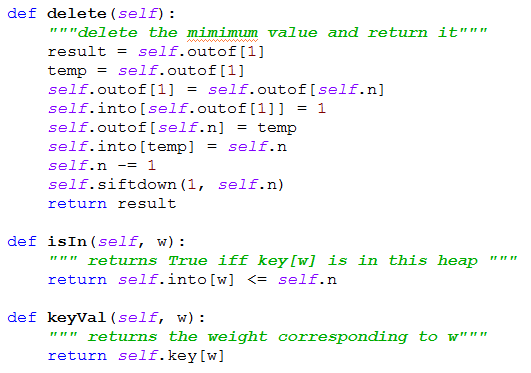 def delete(self):
    """delete the mimimum value and return it"""
    result = self.outof[1]
    temp = self.outof[1]
    self.outof[1] = self.outof[self.n]
    self.into[self.outof[1]] = 1
    self.outof[self.n] = temp
    self.into[temp] = self.n
    self.n -= 1
    self.siftdown(1, self.n)
    return result

def isIn(self, w):
    """ returns True iff key[w] is in this heap """
    return self.into[w] <= self.n

def keyVal(self, w):
    """ returns the weight corresponding to w"""
    return self.key[w]